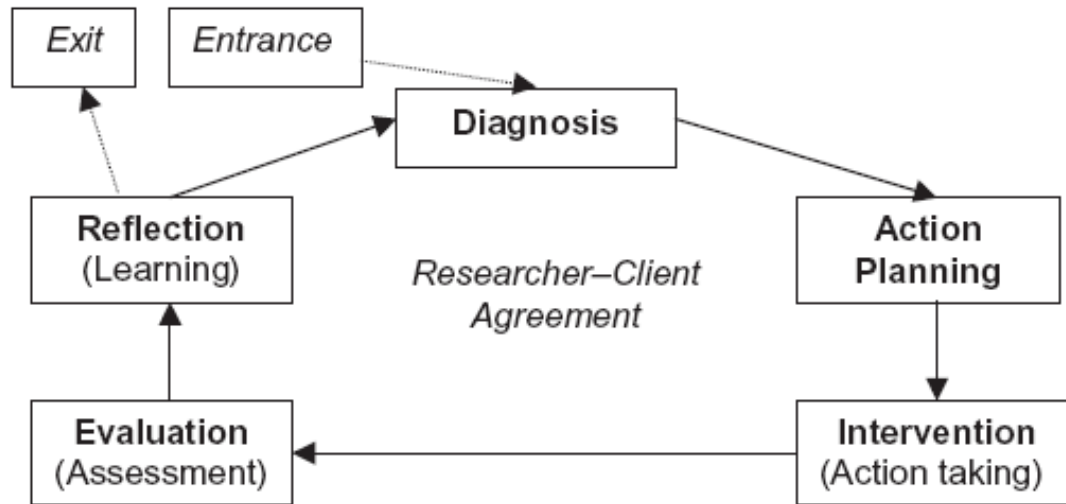 Exit
Entrance
Diagnosis
Reflection
(Learning)
Action
Planning
Researcher–Client
Agreement
Evaluation
(Assessment)
Intervention
(Action taking)